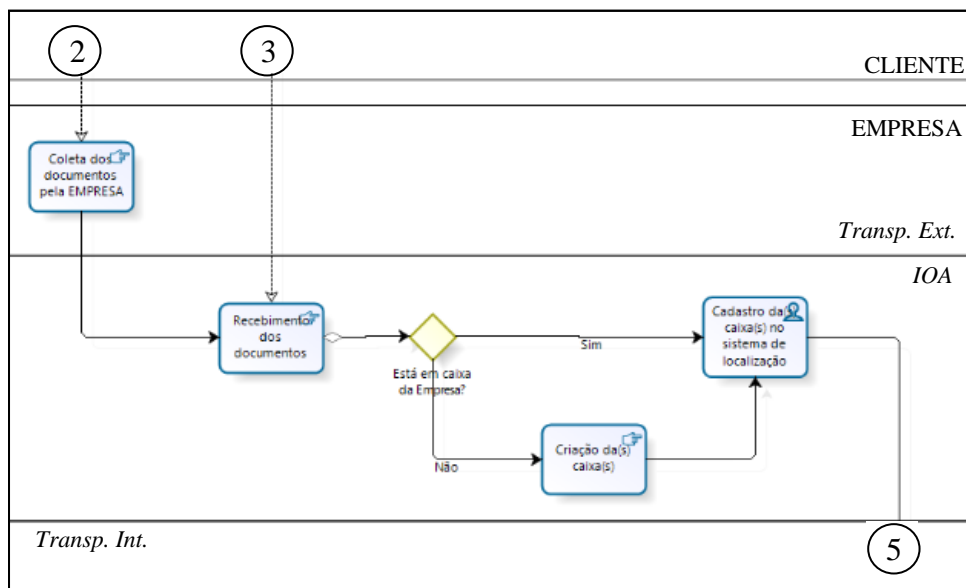 2
3
CLIENTE
EMPRESA
Coleta dos
documentos
pela EMPRESA
Transp. Ext.
IOA
Recebimento
dos
documentos
Está em caixa
da Empresa?
Sim
Cadastro da(s)
caixa(s) no
sistema de
localização
Não
Criação da(s)
caixa(s)
Transp. Int.
5